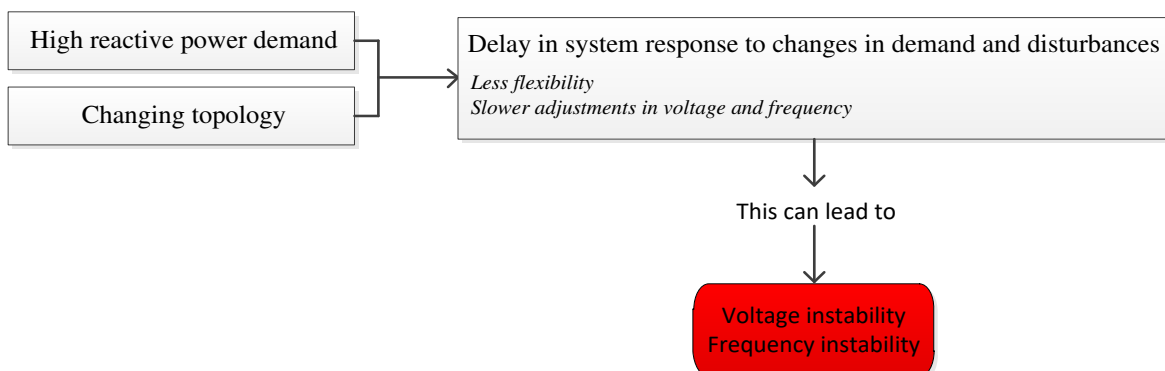 High reactive power demand
Changing topology
Delay in system response to changes in demand and disturbances
Less flexibility
Slower adjustments in voltage and frequency
This can lead to
Voltage instability
Frequency instability